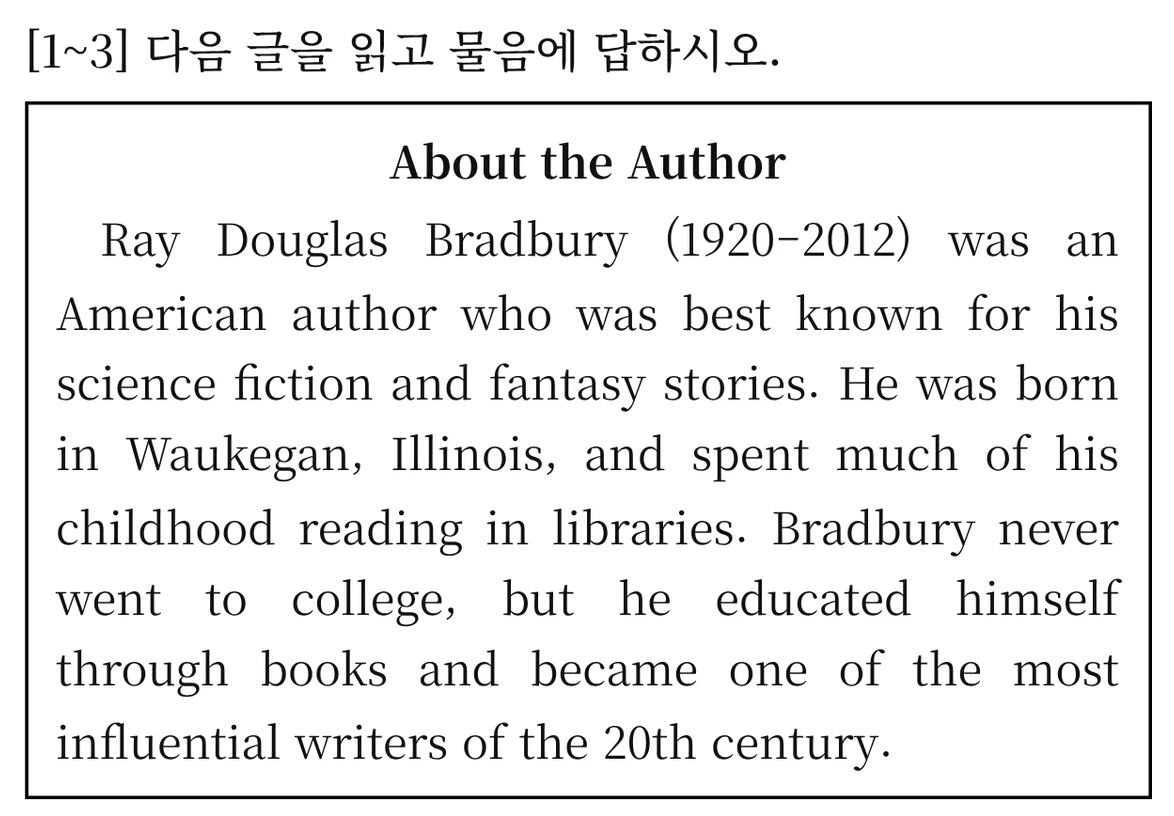 [1~3] 다음 글을 읽고 물음에 답하시오.
About the Author
Ray Douglas Bradbury (1920-2012) was an
American author who was best known for his
science fiction and fantasy stories. He was born
in Waukegan, Illinois, and spent much of his
childhood reading in libraries. Bradbury never
went to college, but he educated himself
through books and became one of the most
influential writers of the 20th century.